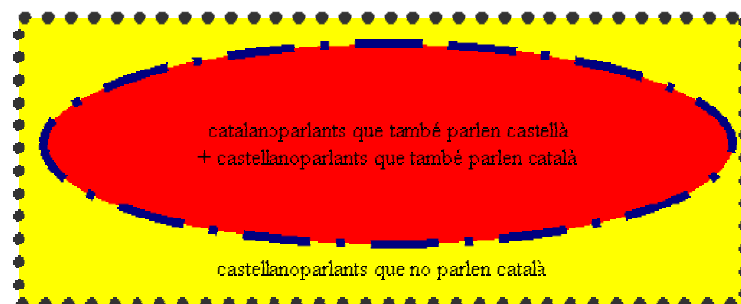 catalanoparlants que també parlen castellà
+ castellanoparlants que també parlen català
castellanoparlants que no parlen català